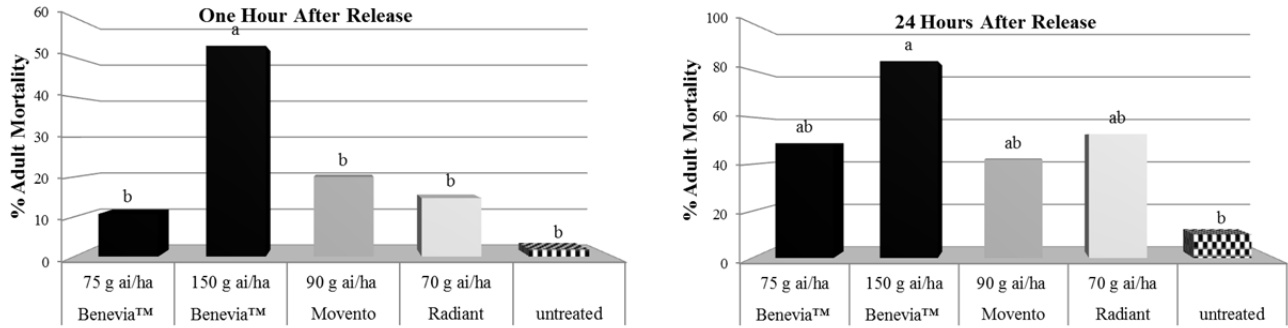 One Hour After Release
% Adult Mortality
60
50
40
30
20
10
0
a
b
b
b
b
75 g ai/ha 150 g ai/ha 90 g ai/ha 70 g ai/ha
Benevia™ Benevia™ Movento Radiant untreated
24 Hours After Release
% Adult Mortality
100
80
60
40
20
0
a
ab
ab
ab
b
75 g ai/ha 150 g ai/ha 90 g ai/ha 70 g ai/ha
Benevia™ Benevia™ Movento Radiant untreated